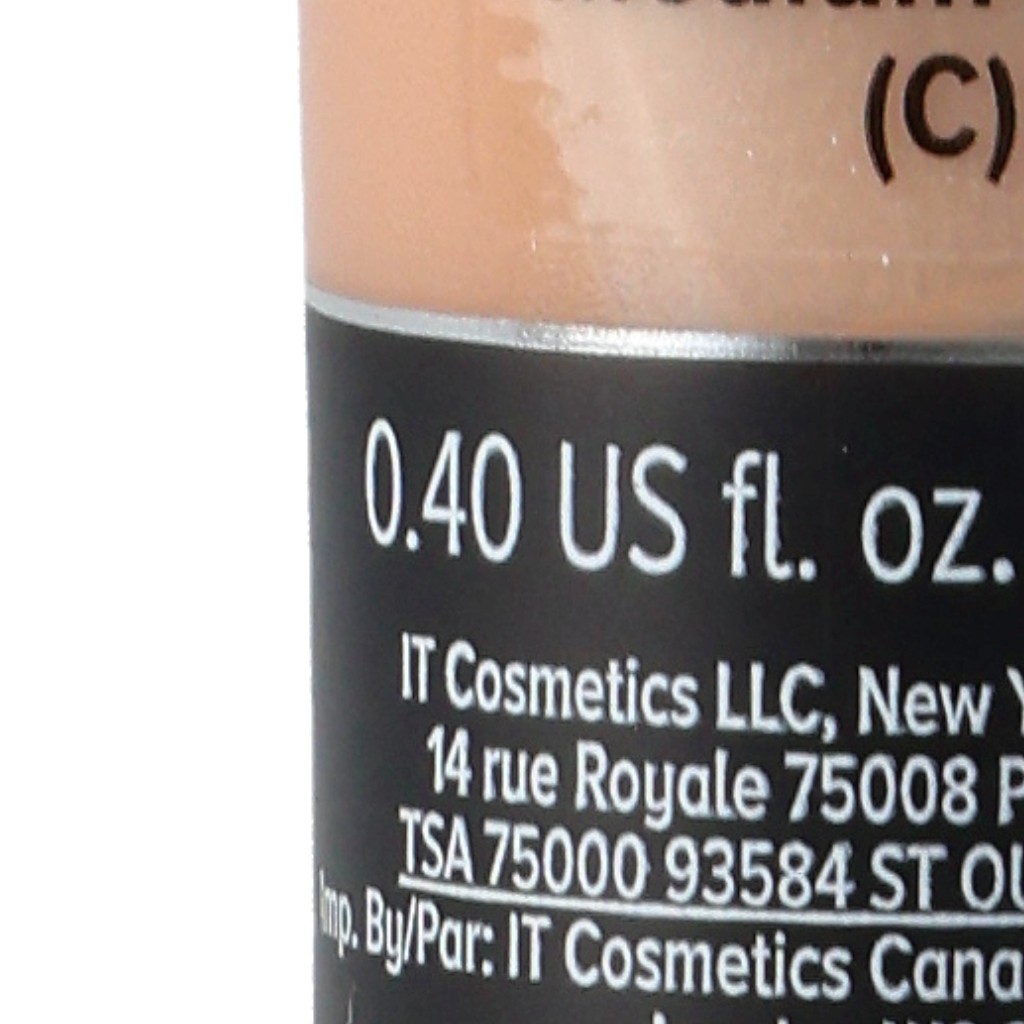 (C)
0.40 US fl. oz.
IT Cosmetics LLC, New
14 rue Royale 75008
TSA 75000 93584 ST
Imp. By/Par: IT Cosmetics